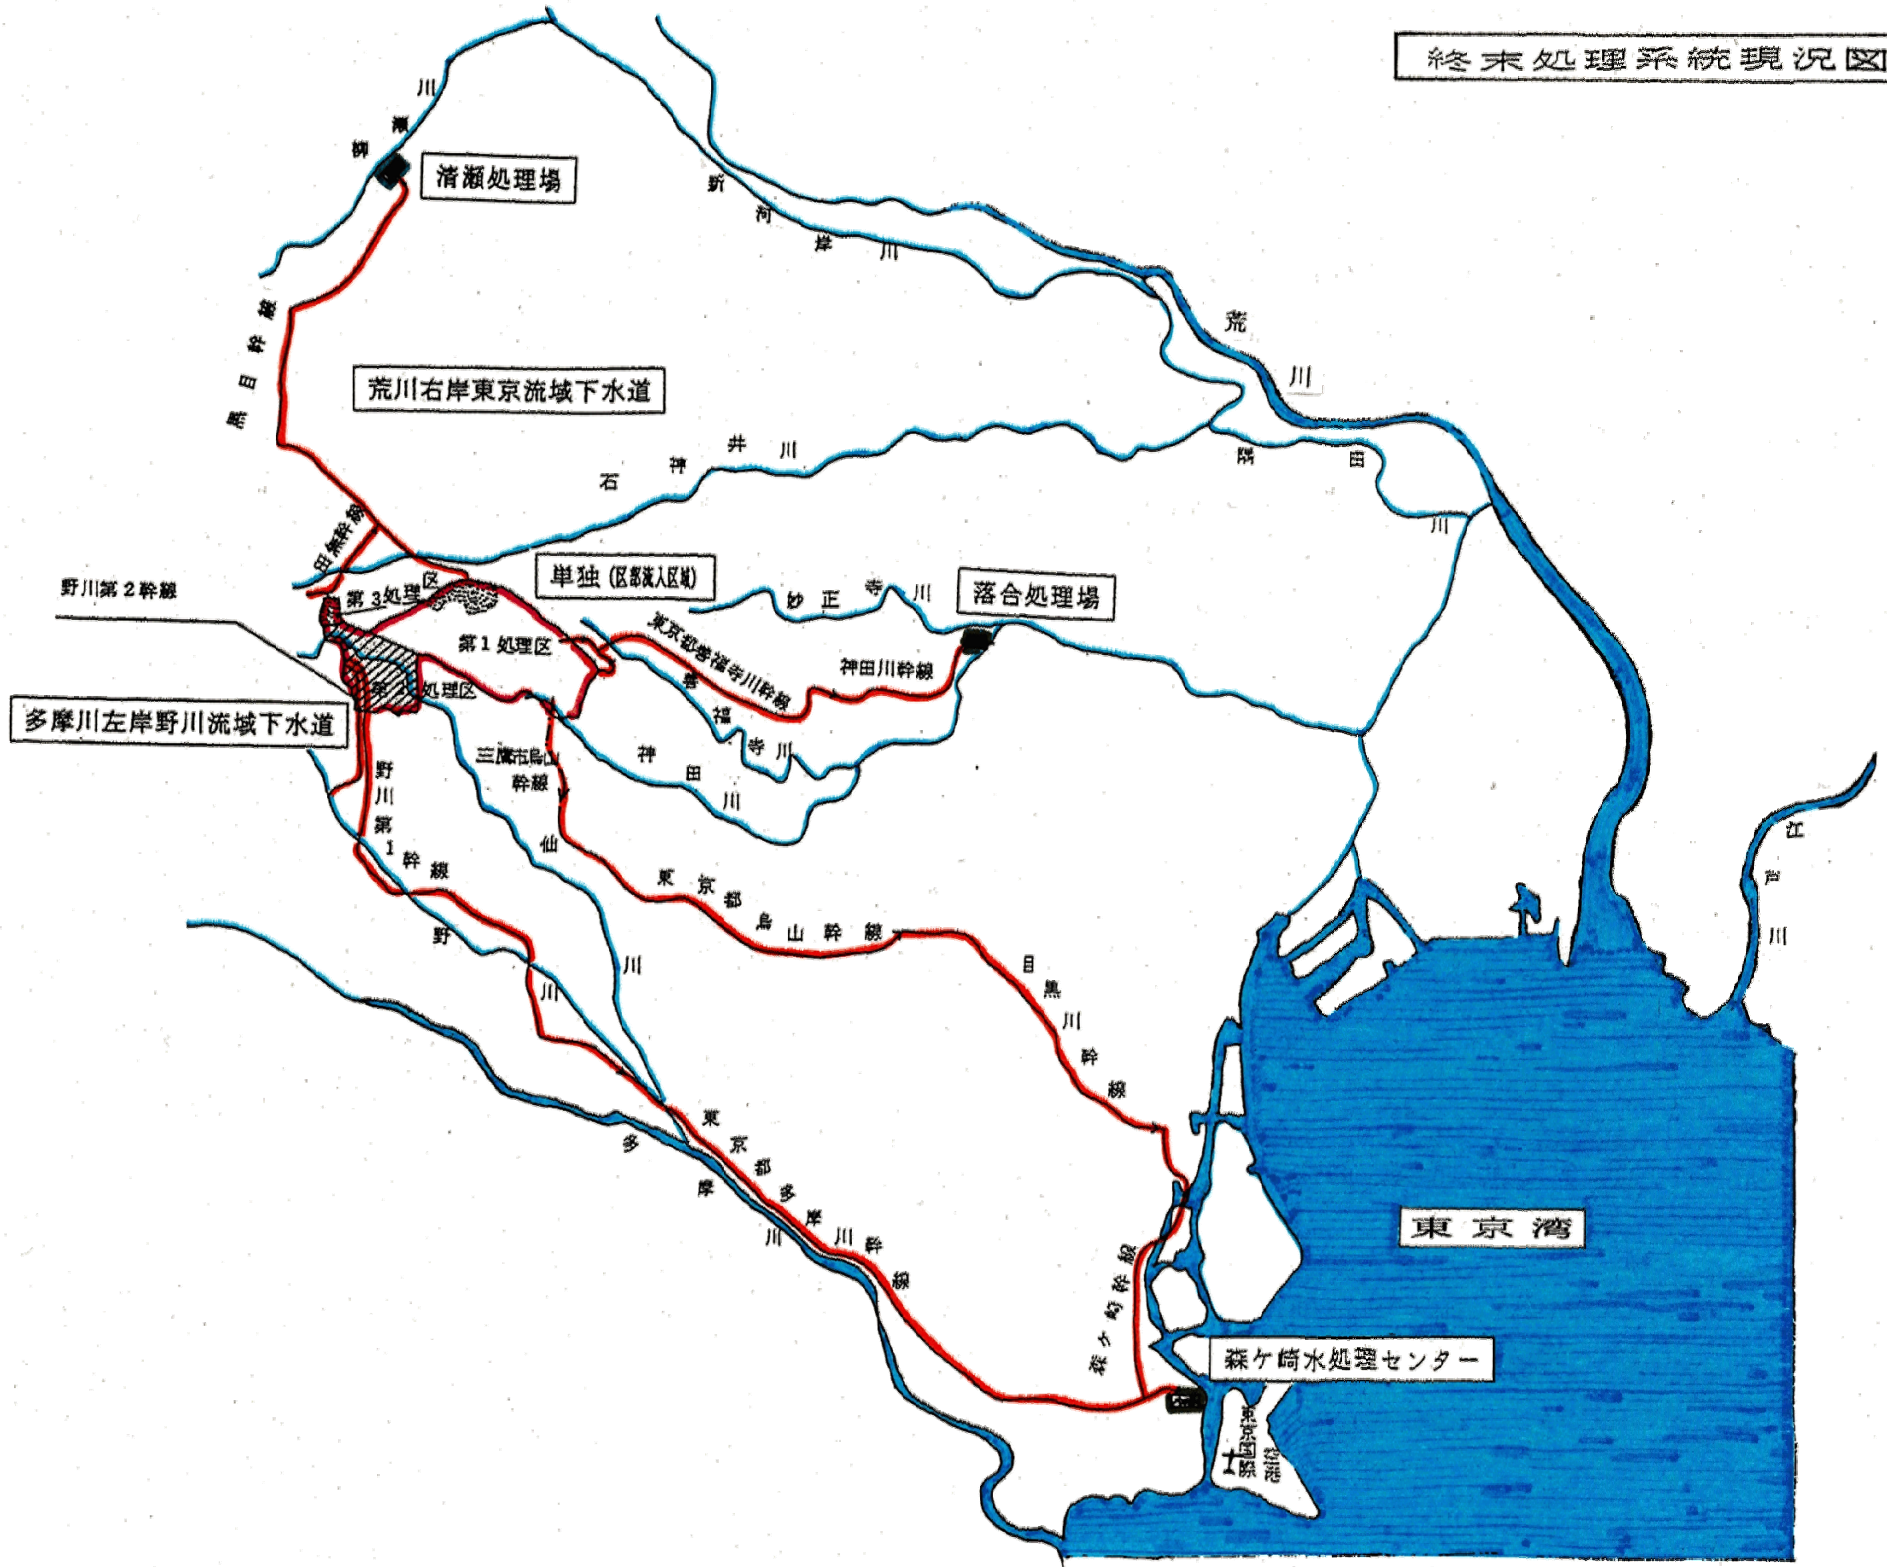 終末処理系統現況図
柳瀬川
清瀬処理場
新河岸川
荒川
黒目幹線
荒川右岸東京流域下水道
石神井川
隅田川
田無幹線
単独(区部流入区域)
野川第2幹線
第3処理区
妙正寺川
落合処理場
第1処理区
東京都善福寺川幹線
神田川幹線
処理区
善福寺川
多摩川左岸野川流域下水道
三鷹市烏山
幹線
神田川
野川第1幹線
仙川
東京都烏山幹線
江戸川
野川
目黒川幹線
東京都多摩川幹線
多摩川
東京湾
森ケ崎幹線
森ケ崎水処理センター
東京国際
空港